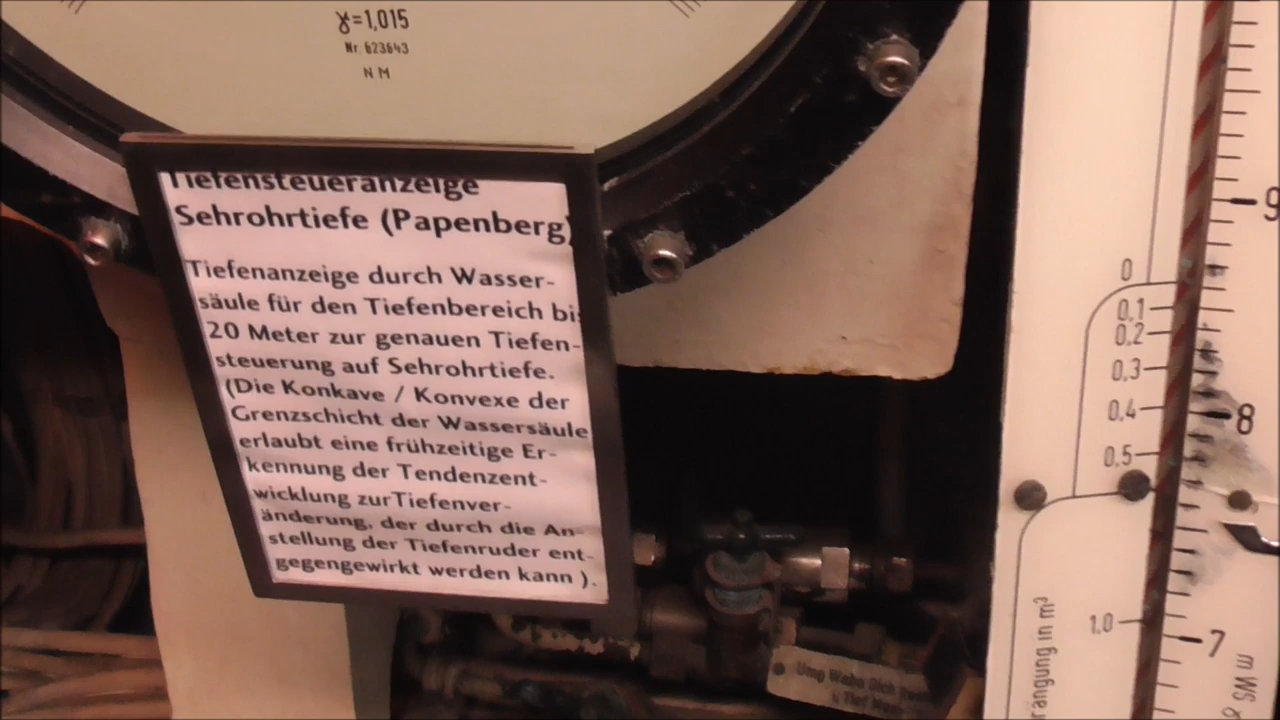 ɣ=1,015
Nr. 623643
N M
Tiefensteueranzeige
Sehrohrtiefe (Papenberg)
Tiefenanzeige durch Wasser-
säule für den Tiefenbereich bis
20 Meter zur genauen Tiefen-
steuerung auf Sehrohrtiefe.
(Die Konkave / Konvexe der
Grenzschicht der Wassersäule
erlaubt eine frühzeitige Er-
kennung der Tendenzent-
wicklung zurTiefenver-
änderung, der durch die An-
stellung der Tiefenruder ent-
gegengewirkt werden kann ).
0
0,1
0,2
0,3
0,4
0,5
1,0
9
8
7
m WS